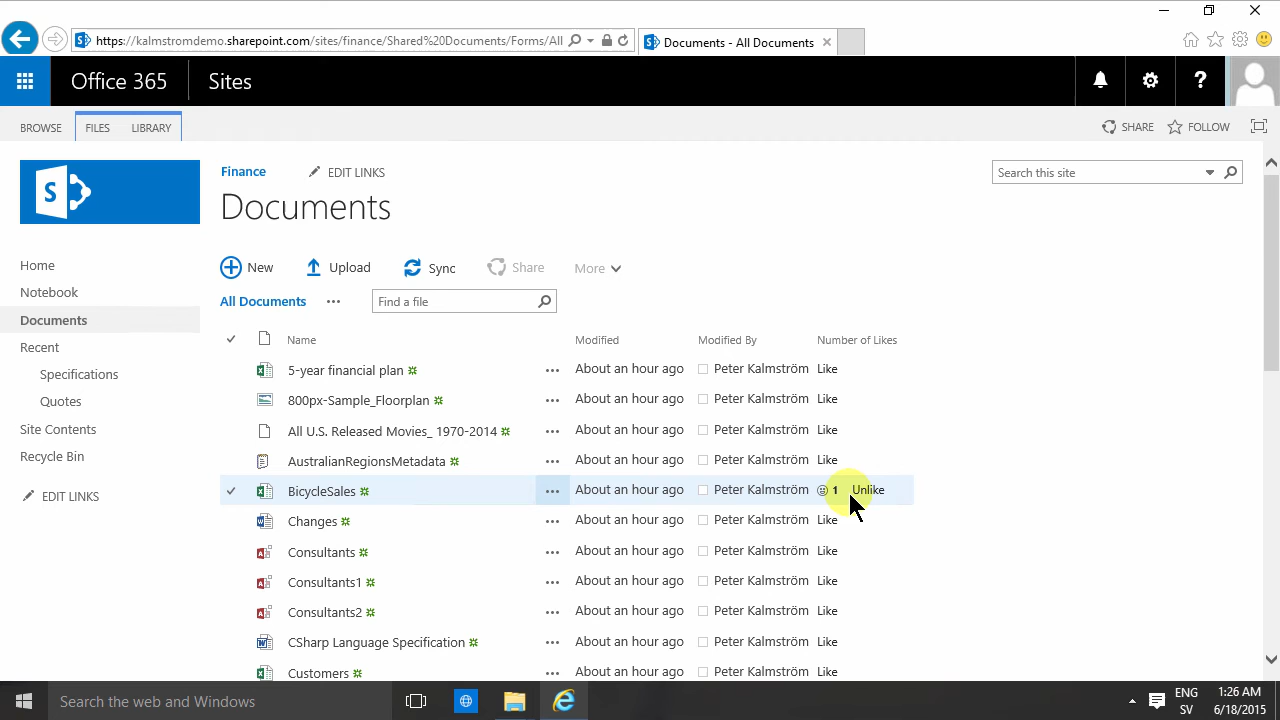 https://kalmstromdemo.sharepoint.com/sites/finance/Shared%20Documents/Forms/All
Documents - All Documents
Office 365 Sites ?
BROWSE FILES LIBRARY SHARE FOLLOW
S
Finance EDIT LINKS Search this site
Documents
New Upload Sync Share More
All Documents ... Find a file
Name Modified Modified By Number of Likes
5-year financial plan ... About an hour ago Peter Kalmström Like
800px-Sample_Floorplan ... About an hour ago Peter Kalmström Like
All U.S. Released Movies_ 1970-2014 ... About an hour ago Peter Kalmström Like
AustralianRegionsMetadata ... About an hour ago Peter Kalmström Like
BicycleSales ... About an hour ago Peter Kalmström 1 Unlike
Changes ... About an hour ago Peter Kalmström Like
Consultants ... About an hour ago Peter Kalmström Like
Consultants1 ... About an hour ago Peter Kalmström Like
Consultants2 ... About an hour ago Peter Kalmström Like
CSharp Language Specification ... About an hour ago Peter Kalmström Like
Customers ... About an hour ago Peter Kalmström Like
Home
Notebook
Documents
Recent
Specifications
Quotes
Site Contents
Recycle Bin
EDIT LINKS
Search the web and Windows
ENG 1:26 AM
SV 6/18/2015